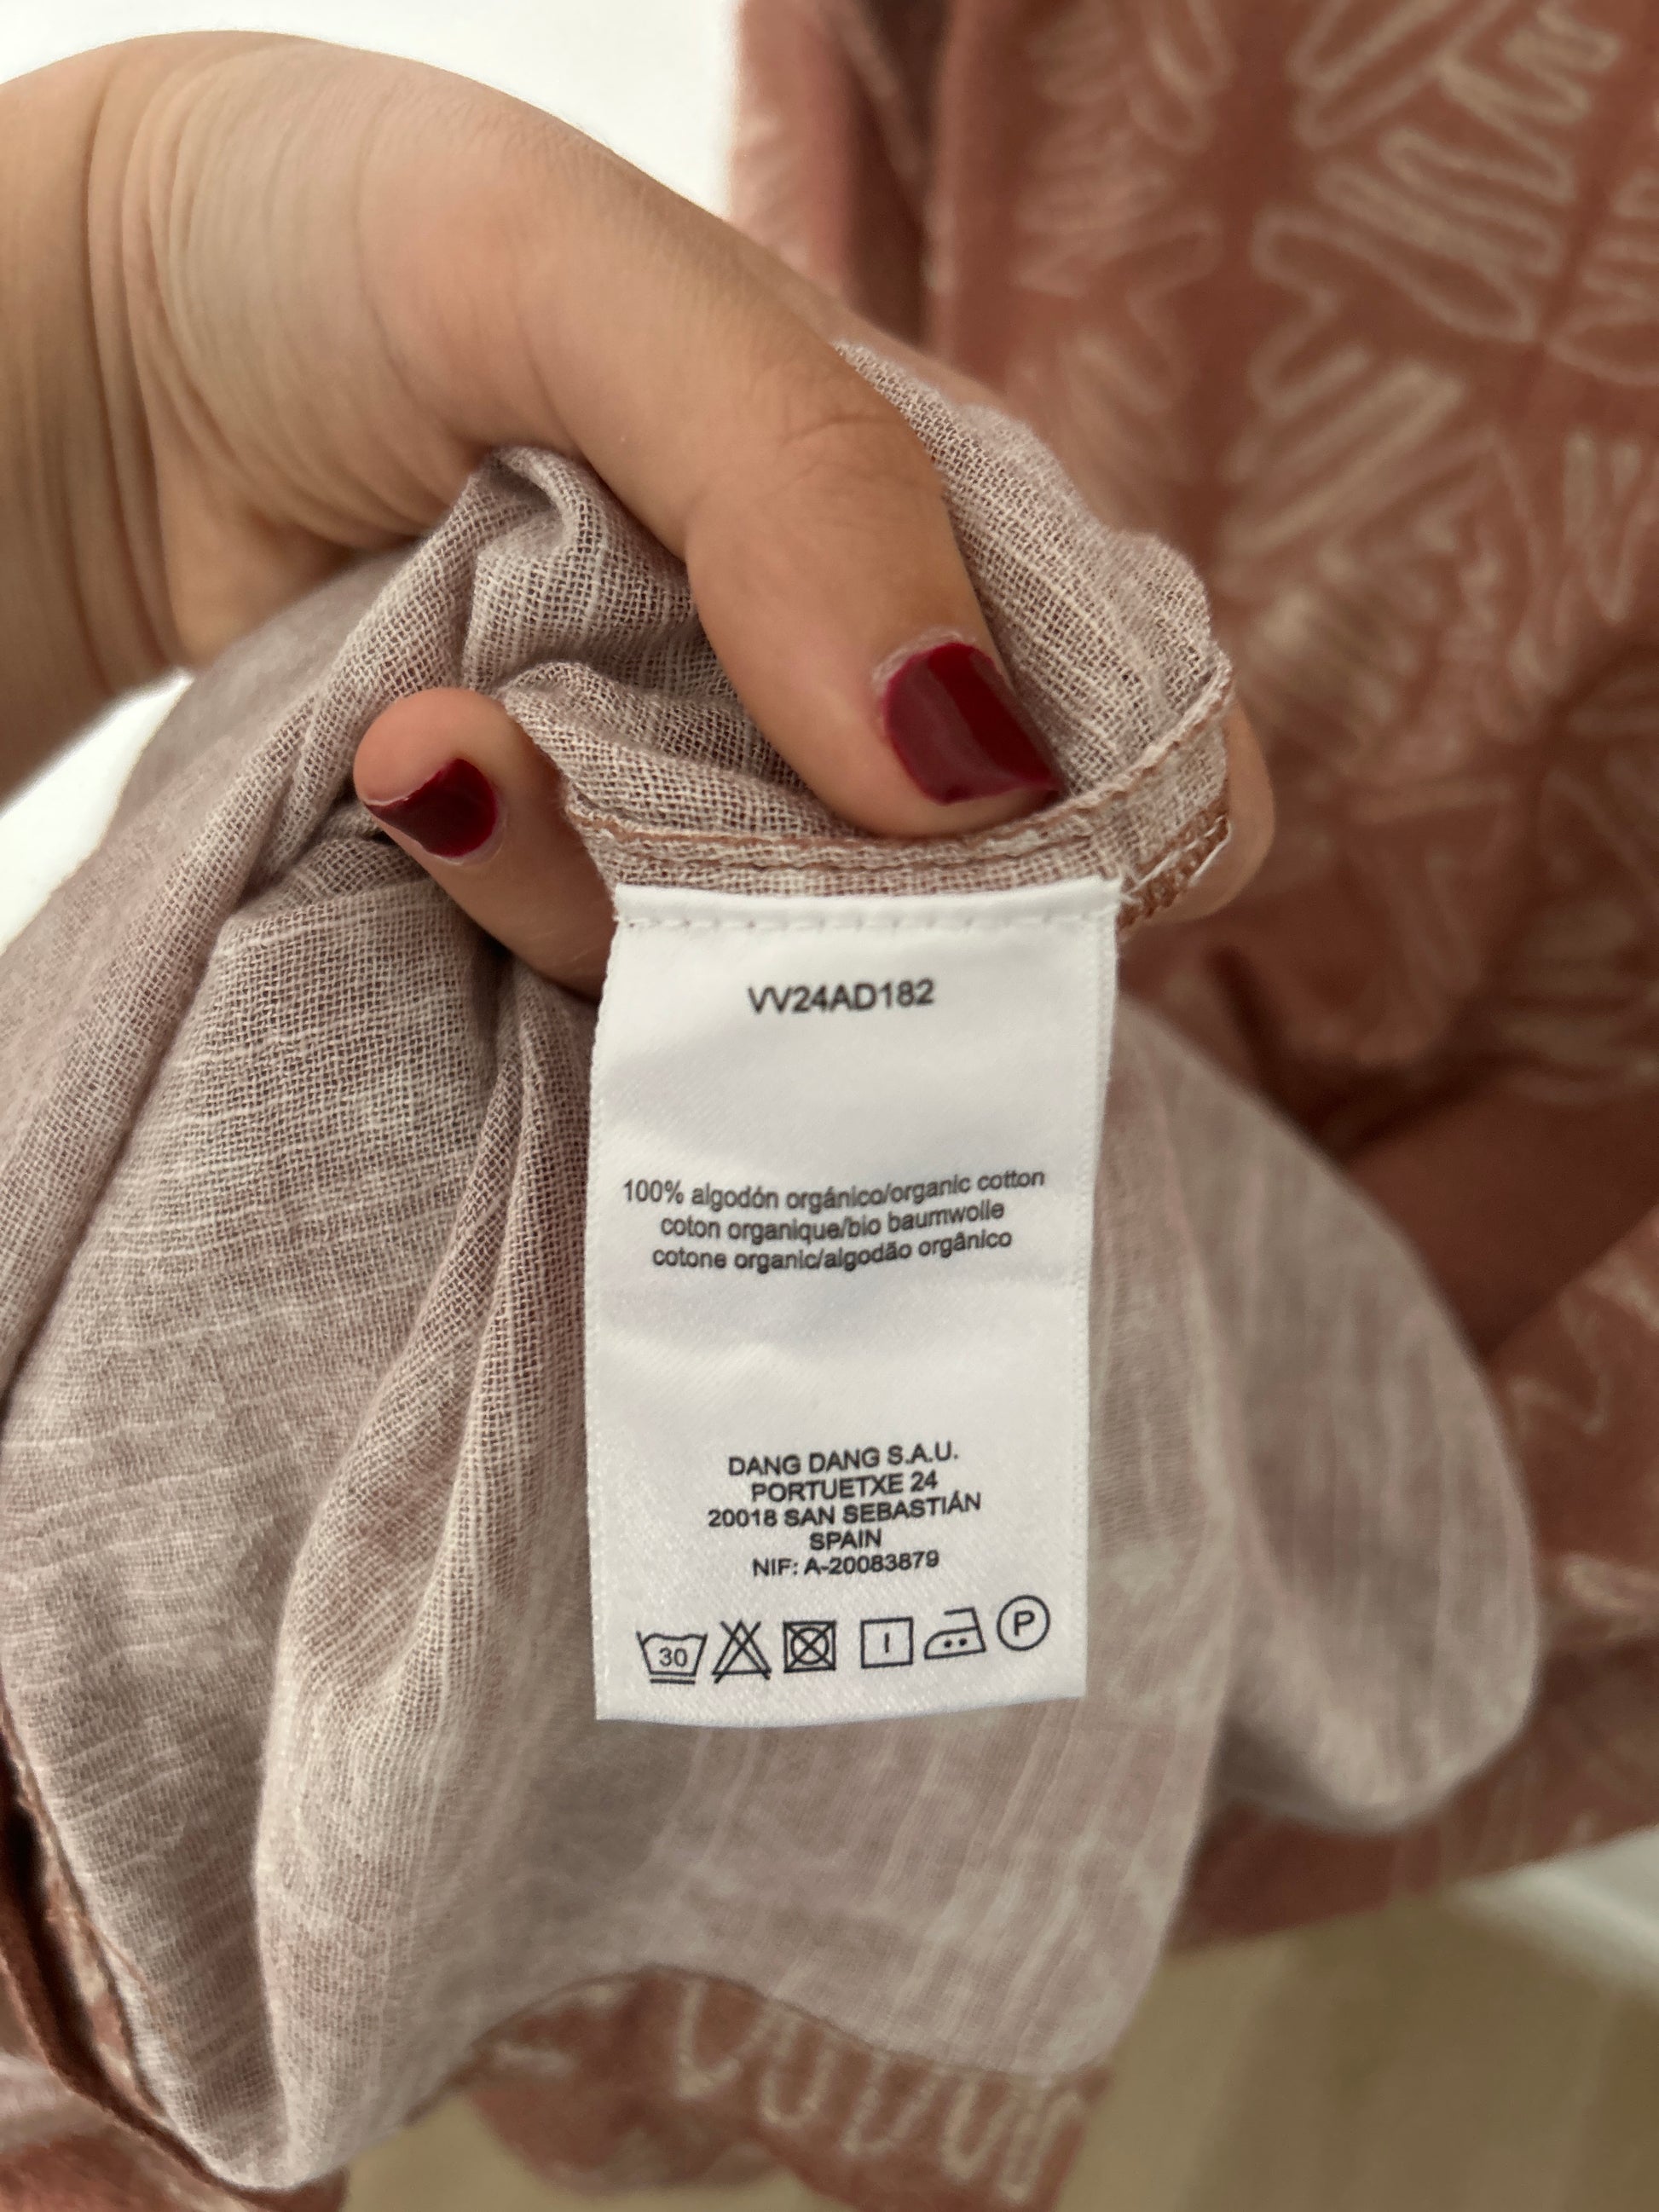 VV24AD182
100% algodón orgánico/organic cotton
coton organique/bio baumwolle
cotone organic/algodão orgânico
DANG DANG S.A.U.
PORTUETXE 24
20018 SAN SEBASTIÁN
SPAIN
NIF: A-20083879
30 P